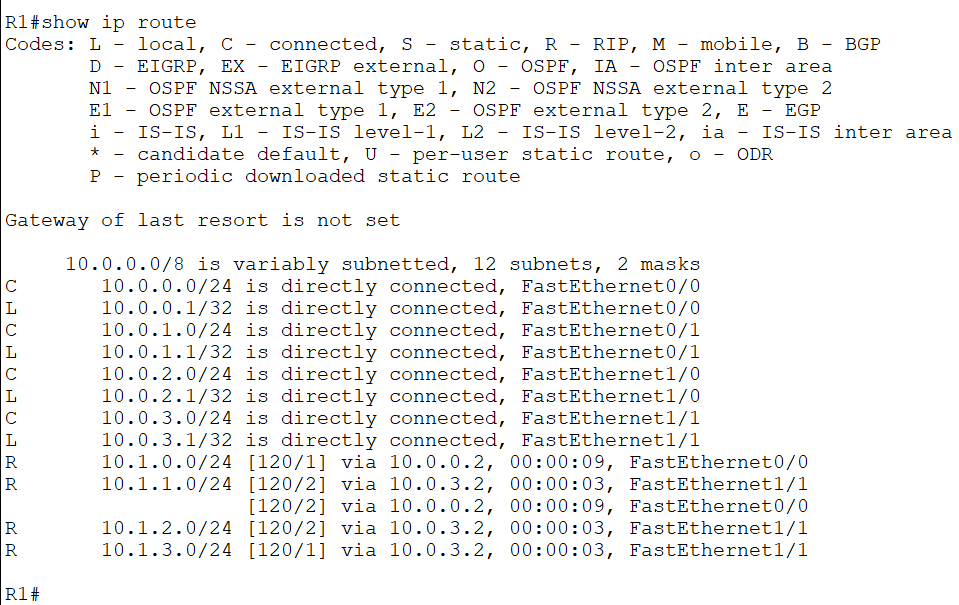 R1#show ip route
Codes: L - local, C - connected, S - static, R - RIP, M - mobile, B - BGP
D - EIGRP, EX - EIGRP external, O - OSPF, IA - OSPF inter area
N1 - OSPF NSSA external type 1, N2 - OSPF NSSA external type 2
E1 - OSPF external type 1, E2 - OSPF external type 2, E - EGP
i - IS-IS, L1 - IS-IS level-1, L2 - IS-IS level-2, ia - IS-IS inter area
* - candidate default, U - per-user static route, o - ODR
P - periodic downloaded static route
Gateway of last resort is not set
10.0.0.0/8 is variably subnetted, 12 subnets, 2 masks
C 10.0.0.0/24 is directly connected, FastEthernet0/0
L 10.0.0.1/32 is directly connected, FastEthernet0/0
C 10.0.1.0/24 is directly connected, FastEthernet0/1
L 10.0.1.1/32 is directly connected, FastEthernet0/1
C 10.0.2.0/24 is directly connected, FastEthernet1/0
L 10.0.2.1/32 is directly connected, FastEthernet1/0
C 10.0.3.0/24 is directly connected, FastEthernet1/1
L 10.0.3.1/32 is directly connected, FastEthernet1/1
R 10.1.0.0/24 [120/1] via 10.0.0.2, 00:00:09, FastEthernet0/0
R 10.1.1.0/24 [120/2] via 10.0.3.2, 00:00:03, FastEthernet1/1
[120/2] via 10.0.0.2, 00:00:09, FastEthernet0/0
R 10.1.2.0/24 [120/2] via 10.0.3.2, 00:00:03, FastEthernet1/1
R 10.1.3.0/24 [120/1] via 10.0.3.2, 00:00:03, FastEthernet1/1
R1#